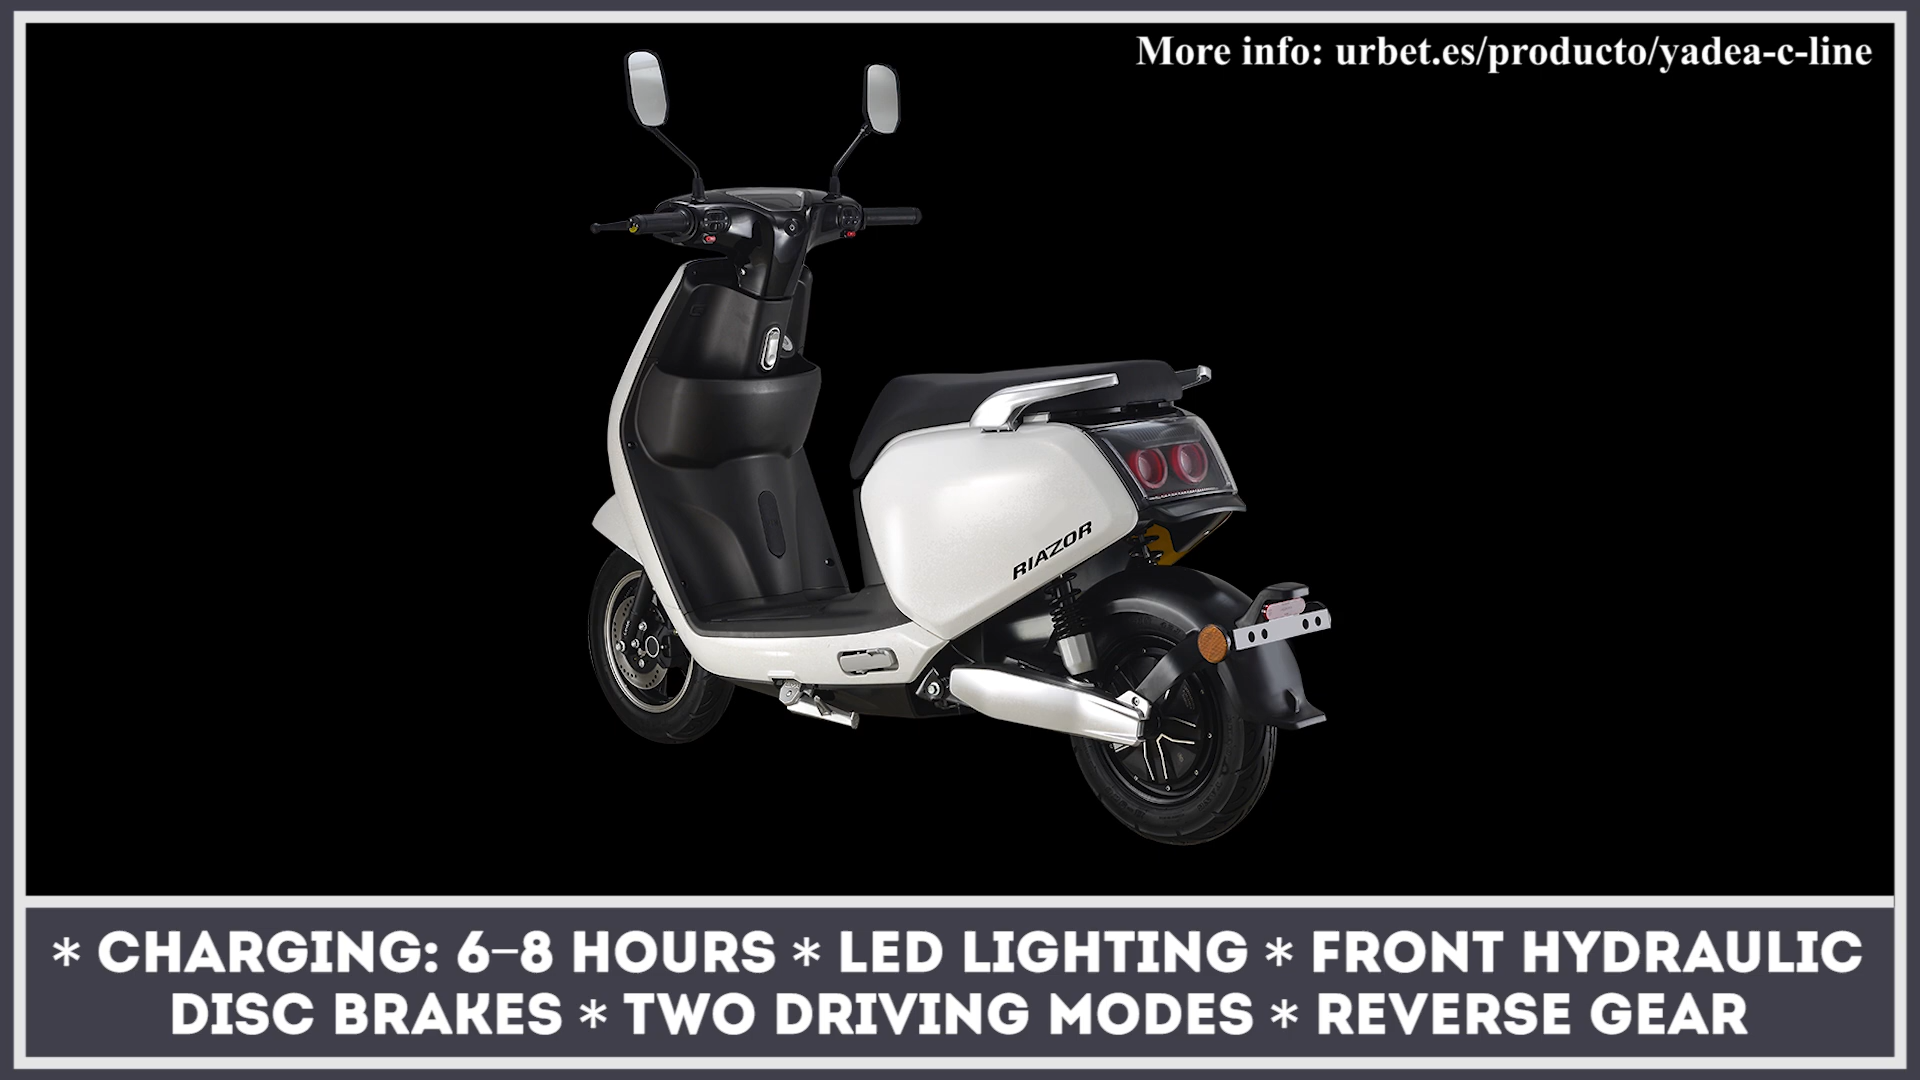 More info: urbet.es/producto/yadea-c-line
RIAZOR
* CHARGING: 6–8 HOURS * LED LIGHTING * FRONT HYDRAULIC
DISC BRAKES * TWO DRIVING MODES * REVERSE GEAR